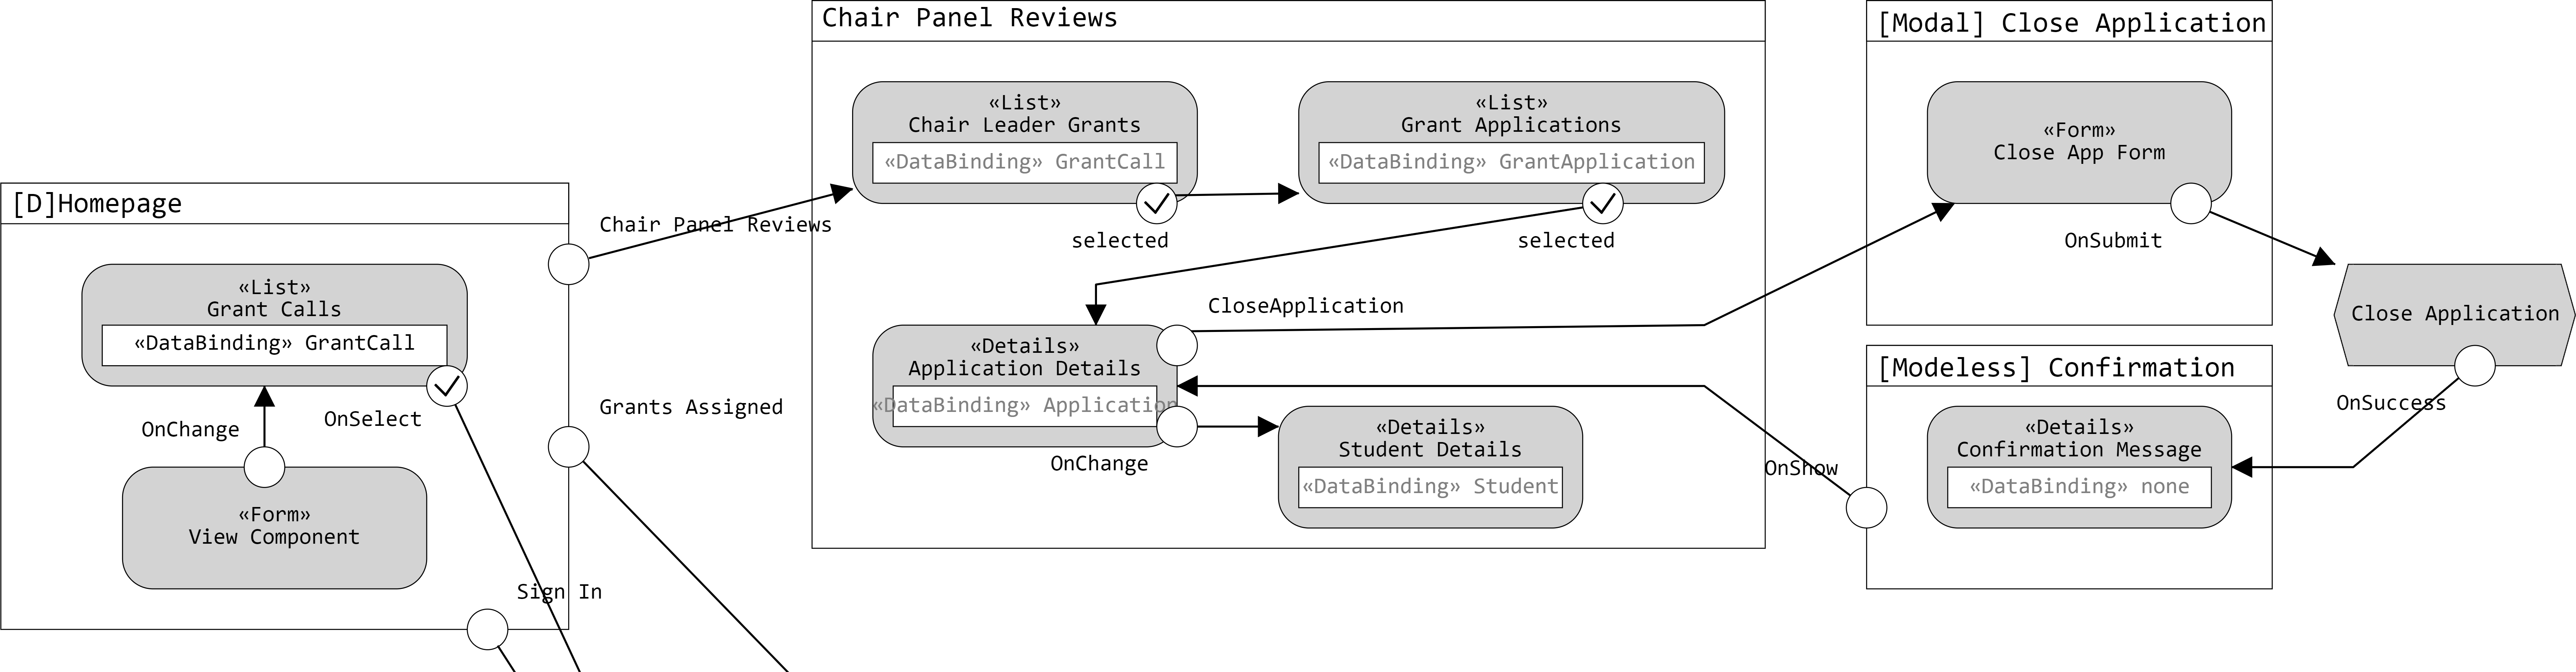 [D]Homepage
«List»
Grant Calls
«DataBinding» GrantCall
OnChange
OnSelect
«Form»
View Component
Chair Panel Reviews
Grants Assigned
Sign In
Chair Panel Reviews
«List»
Chair Leader Grants
«DataBinding» GrantCall
selected
«List»
Grant Applications
«DataBinding» GrantApplication
selected
CloseApplication
«Details»
Application Details
«DataBinding» Application
OnChange
«Details»
Student Details
«DataBinding» Student
[Modal] Close Application
«Form»
Close App Form
OnSubmit
Close Application
OnSuccess
[Modeless] Confirmation
«Details»
Confirmation Message
«DataBinding» none
OnShow